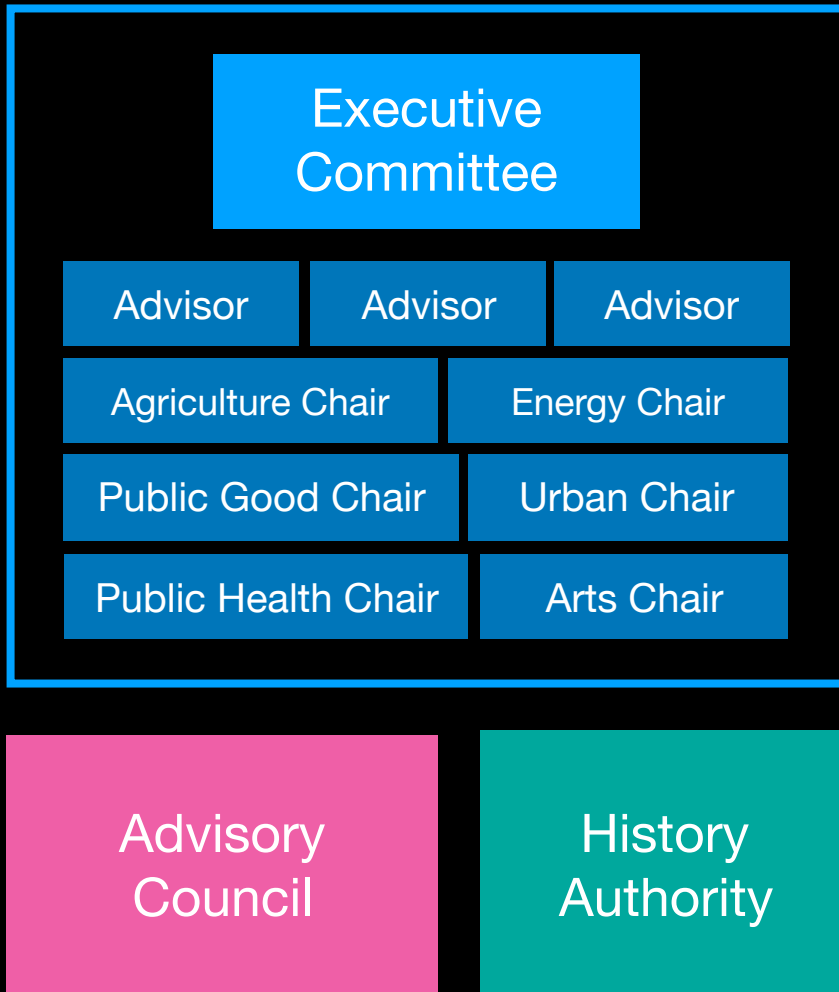 Executive
Committee
Advisor Advisor Advisor
Agriculture Chair Energy Chair
Public Good Chair Urban Chair
Public Health Chair Arts Chair
Advisory
Council
History
Authority